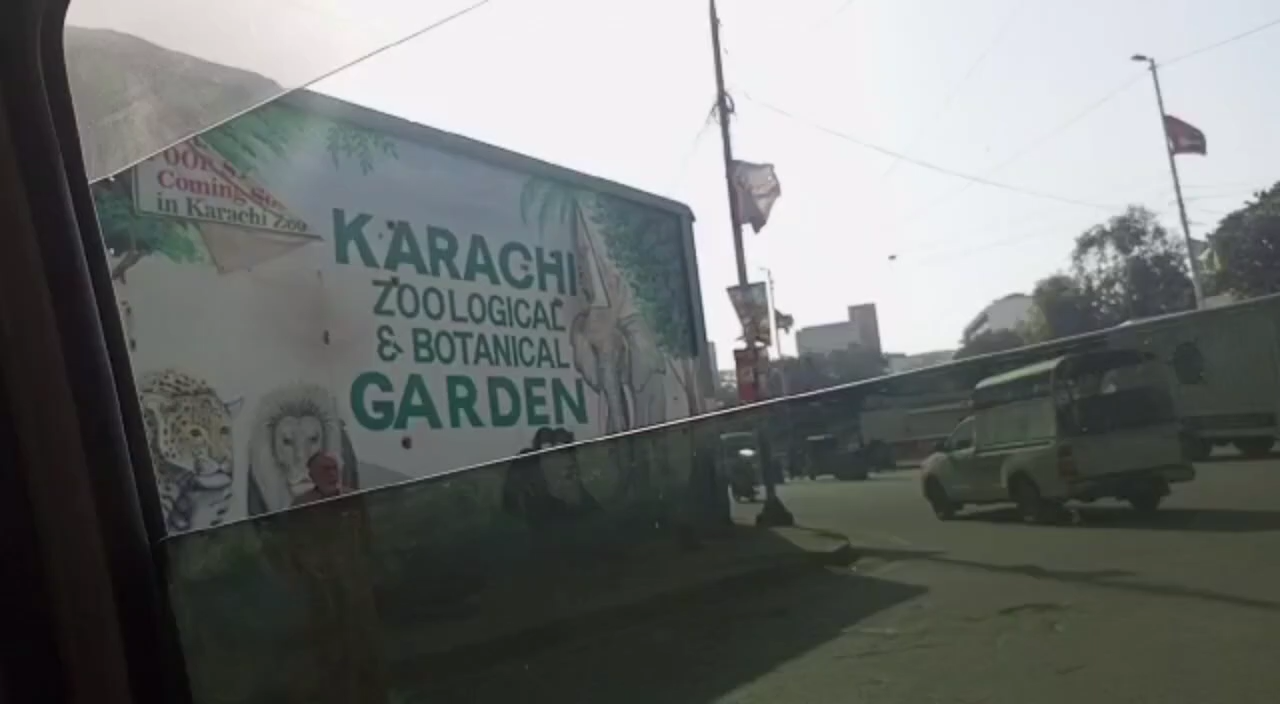 Coming
in Karachi Zoo
KARACHI
ZOOLOGICAL
& BOTANICAL
GARDEN